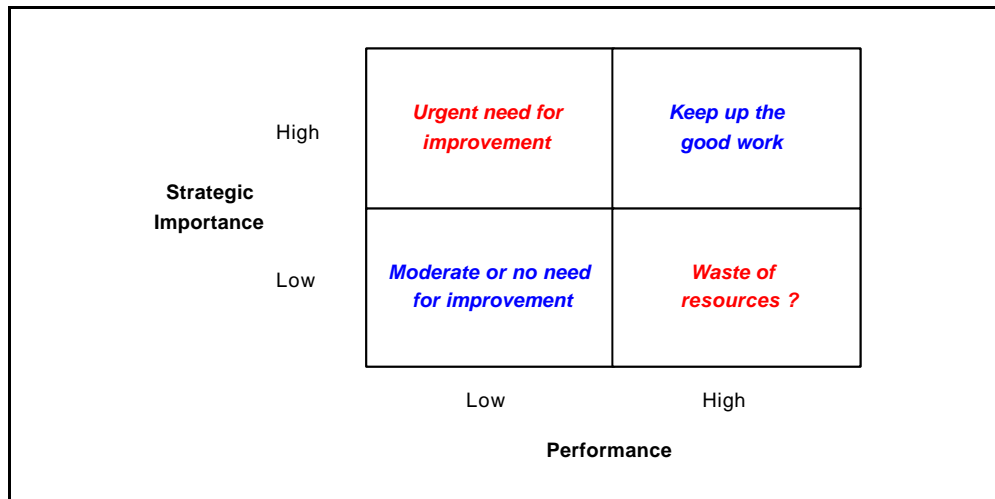 Urgent need for
improvement
Keep up the
good work
High
Strategic
Importance
Moderate or no need
for improvement
Waste of
resources ?
Low
Low
High
Performance